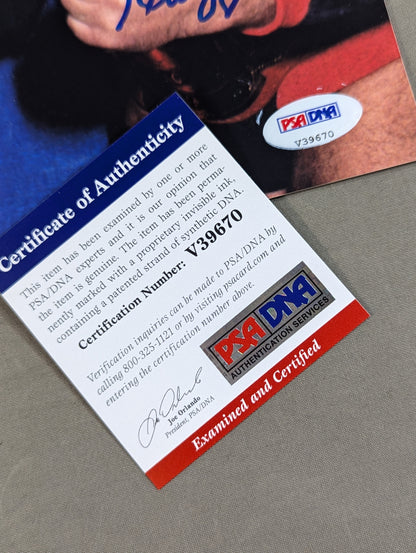 PSA DNA
V39670
Certificate of Authenticity
This item has been examined by one or more
PSA/DNA experts and it is our opinion that
the item is genuine. The item has been perma-
nently marked with a proprietary invisible ink,
containing a patented strand of synthetic DNA.
Certification Number: V39670
Verification inquiries can be made to PSA/DNA by
calling 800-325-1121 or by visiting psacard.com and
entering the certification number above.
PSA DNA
AUTHENTICATION SERVICES
Joe Orlando
President, PSA/DNA
Examined and Certified